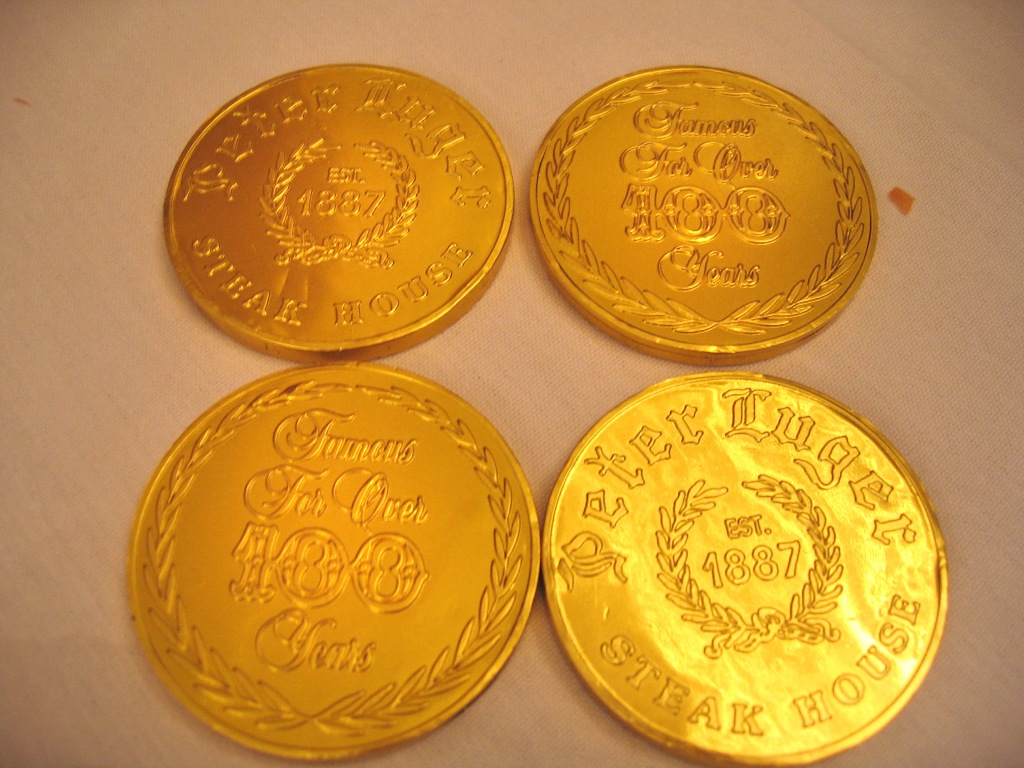 Peter Luger
EST.
1887
STEAK HOUSE
Famous
For Over
100
Years
Famous
For Over
100
Years
Peter Luger
EST.
1887
STEAK HOUSE